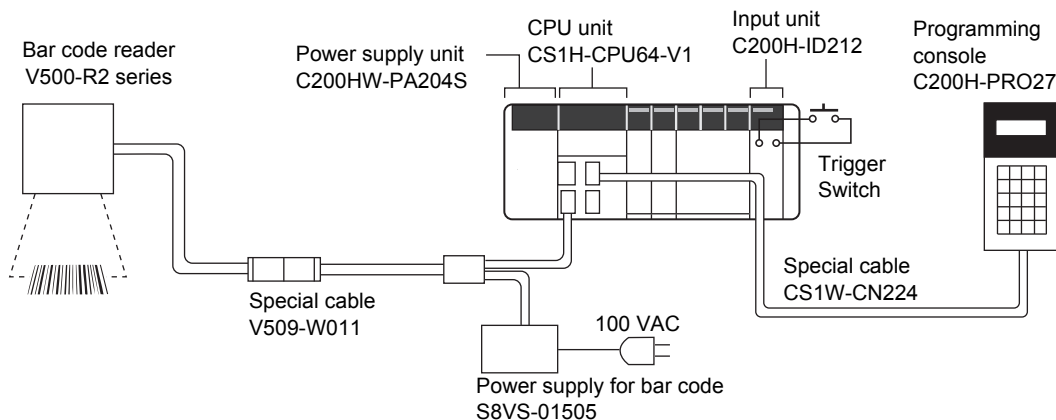 Bar code reader
V500-R2 series
Power supply unit
C200HW-PA204S
CPU unit
CS1H-CPU64-V1
Input unit
C200H-ID212
Programming
console
C200H-PRO27
Trigger
Switch
Special cable
V509-W011
Special cable
CS1W-CN224
100 VAC
Power supply for bar code
S8VS-01505